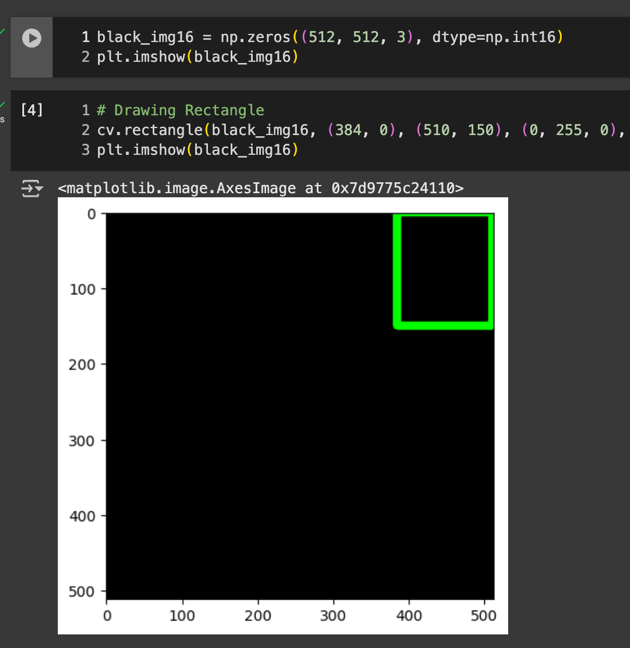 1 black_img16 = np.zeros((512, 512, 3), dtype=np.int16)
2 plt.imshow(black_img16)
[4]
s
1 # Drawing Rectangle
2 cv.rectangle(black_img16, (384, 0), (510, 150), (0, 255, 0),
3 plt.imshow(black_img16)
<matplotlib.image.AxesImage at 0x7d9775c24110>
0
100
200
300
400
500
0 100 200 300 400 500